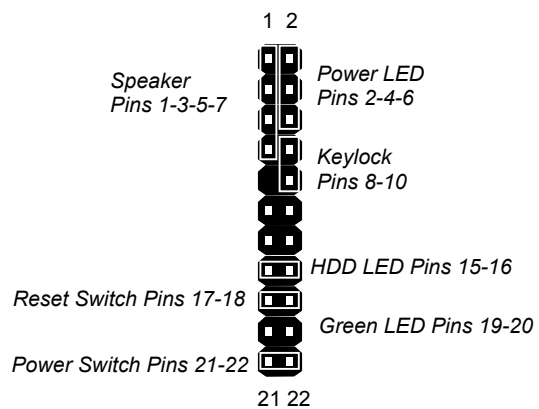 1 2
Speaker
Pins 1-3-5-7
Power LED
Pins 2-4-6
Keylock
Pins 8-10
HDD LED Pins 15-16
Reset Switch Pins 17-18
Green LED Pins 19-20
Power Switch Pins 21-22
21 22